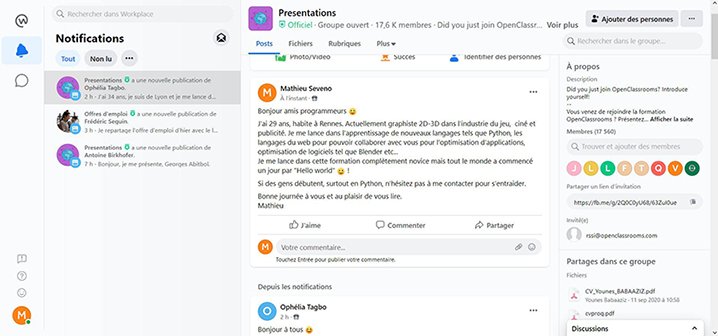 Rechercher dans Workplace
Notifications
Tout
Non lu
Presentations a une nouvelle publication de
Ophélia Tagbo.
2 h · J'ai 34 ans, je suis de Lyon et je me lance d...
Offres d'emploi a une nouvelle publication de
Frédéric Sequin
3 h · Je repartage l'offre d'emploi d'hier avec le l...
Presentations a une nouvelle publication de
Antoine Birkhofer.
7 h · Bonjour, je me présente, Georges Abitbol.
Presentations
Officiel · Groupe ouvert · 17,6 K membres · Did you just join OpenClassr... Voir plus
Posts
Fichiers
Rubriques
Plus
Ajouter des personnes
Rechercher dans le groupe...
Photo/Video
Succès
Identifier des personnes
Mathieu Seveno
À l'instant ·
Bonjour amis programmeurs
J'ai 29 ans, habite à Rennes. Actuellement graphiste 2D-3D dans l'industrie du jeu, ciné et
publicité. Je me lance dans l'apprentissage de nouveaux langages tels que Python, les
langages du web pour pouvoir collaborer avec vous pour l'optimisation d'applications,
optimisation de logiciels tel que Blender etc...
Je me lance dans cette formation complètement novice mais tout le monde a commencé
un jour par "Hello world" !
Si des gens débutent, surtout en Python, n'hésitez pas à me contacter pour s'entraider.
Bonne journée à vous et au plaisir de vous lire.
Mathieu
J'aime
Commenter
Partager
M
Votre commentaire...
Touchez Entrée pour publier votre commentaire.
Depuis les notifications
Ophélia Tagbo
2 h ·
Bonjour à tous
À propos
Description
Did you just join OpenClassrooms? Introduce
yourself!
--
Vous venez de rejoindre la formation
OpenClassrooms ? Présentez... Afficher la suite
Membres (17 560)
Trouver et ajouter des membres
J L L F T Q V
Partager un lien d'invitation
Invité(e)
rssi@openclassrooms.com
Partages dans ce groupe
Fichiers
CV_Younes_BABAAZIZ.pdf
Younes Babaaziz · 11 sep 2020 à 10:56
cvprog.pdf
Discussions